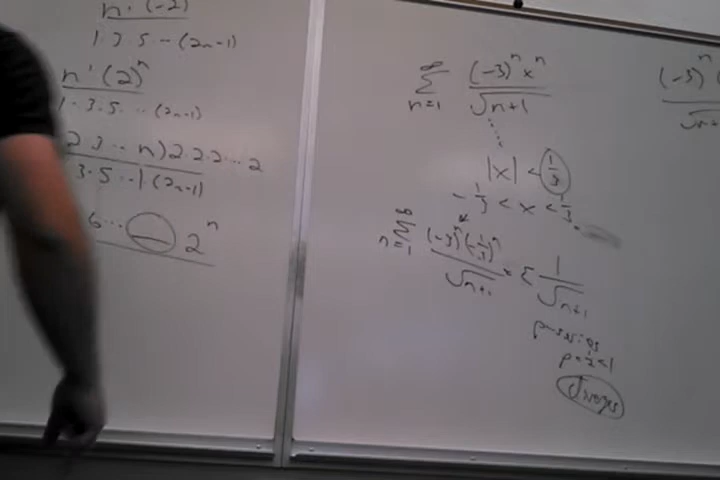 n! (-2)
1·3·5·-(2n-1)
n!(2)^n
1·3·5·…(2n-1)
2·3·… n)2·2·2·…2
3·5·…·(2n-1)
6… 2^n
∞
Σ (-3)^n x^n
n=1 √n+1
|x| < 1/3
-1/3 < x < 1/3
∞
Σ (-3)^n(-1/3)^n = Σ 1
n=1 √n+1 √n+1
p-series
p=1/2<1
diverges
(-3)^n